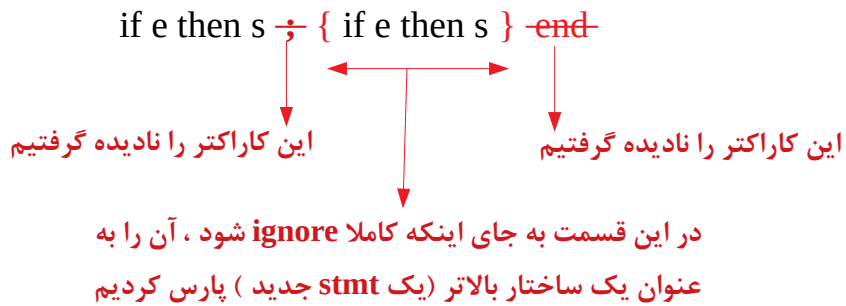 if e then s ; { if e then s } end
این کاراکتر را نادیده گرفتیم
این کاراکتر را نادیده گرفتیم
در این قسمت به جای اینکه کاملا ignore شود ، آن را به
عنوان یک ساختار بالاتر (یک stmt جدید ) پارس کردیم